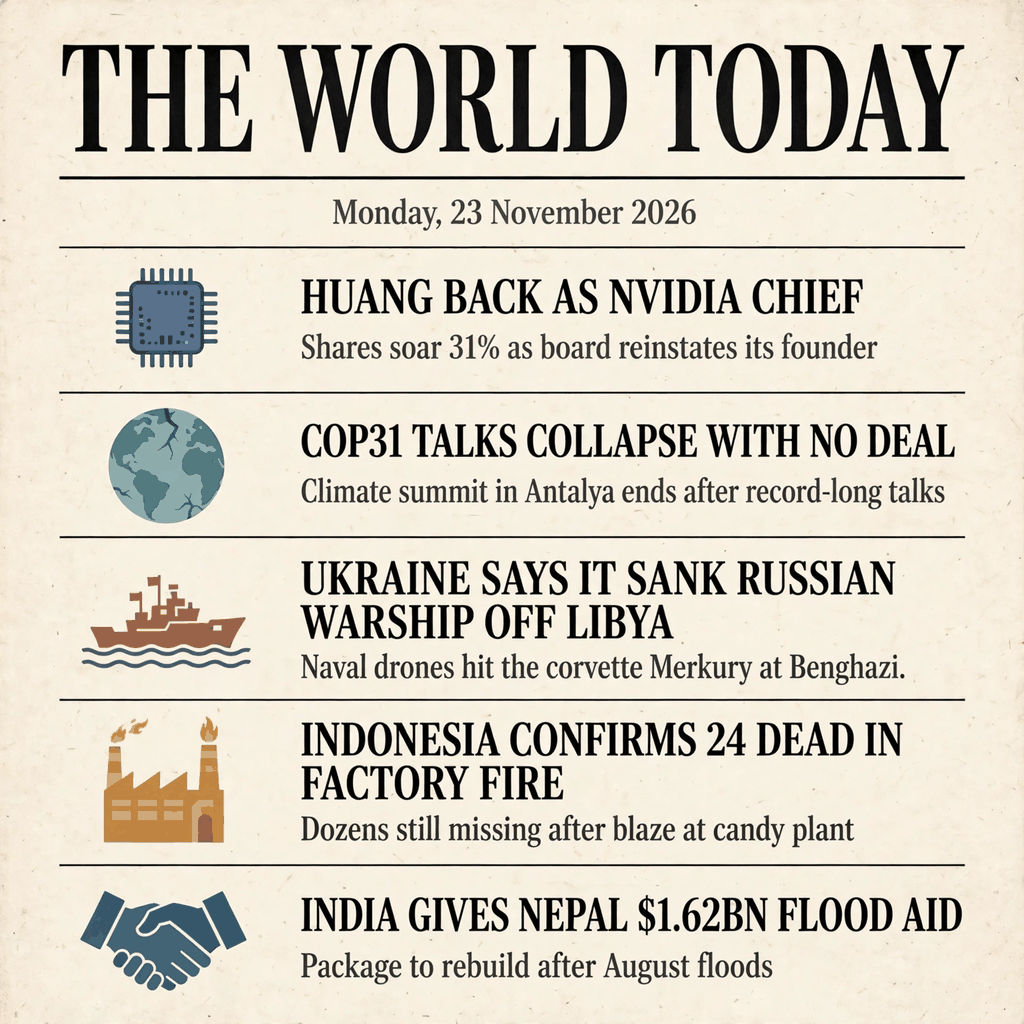 THE WORLD TODAY
Monday, 23 November 2026
HUANG BACK AS NVIDIA CHIEF
Shares soar 31% as board reinstates its founder
COP31 TALKS COLLAPSE WITH NO DEAL
Climate summit in Antalya ends after record-long talks
UKRAINE SAYS IT SANK RUSSIAN
WARSHIP OFF LIBYA
Naval drones hit the corvette Merkury at Benghazi.
INDONESIA CONFIRMS 24 DEAD IN
FACTORY FIRE
Dozens still missing after blaze at candy plant
INDIA GIVES NEPAL $1.62BN FLOOD AID
Package to rebuild after August floods